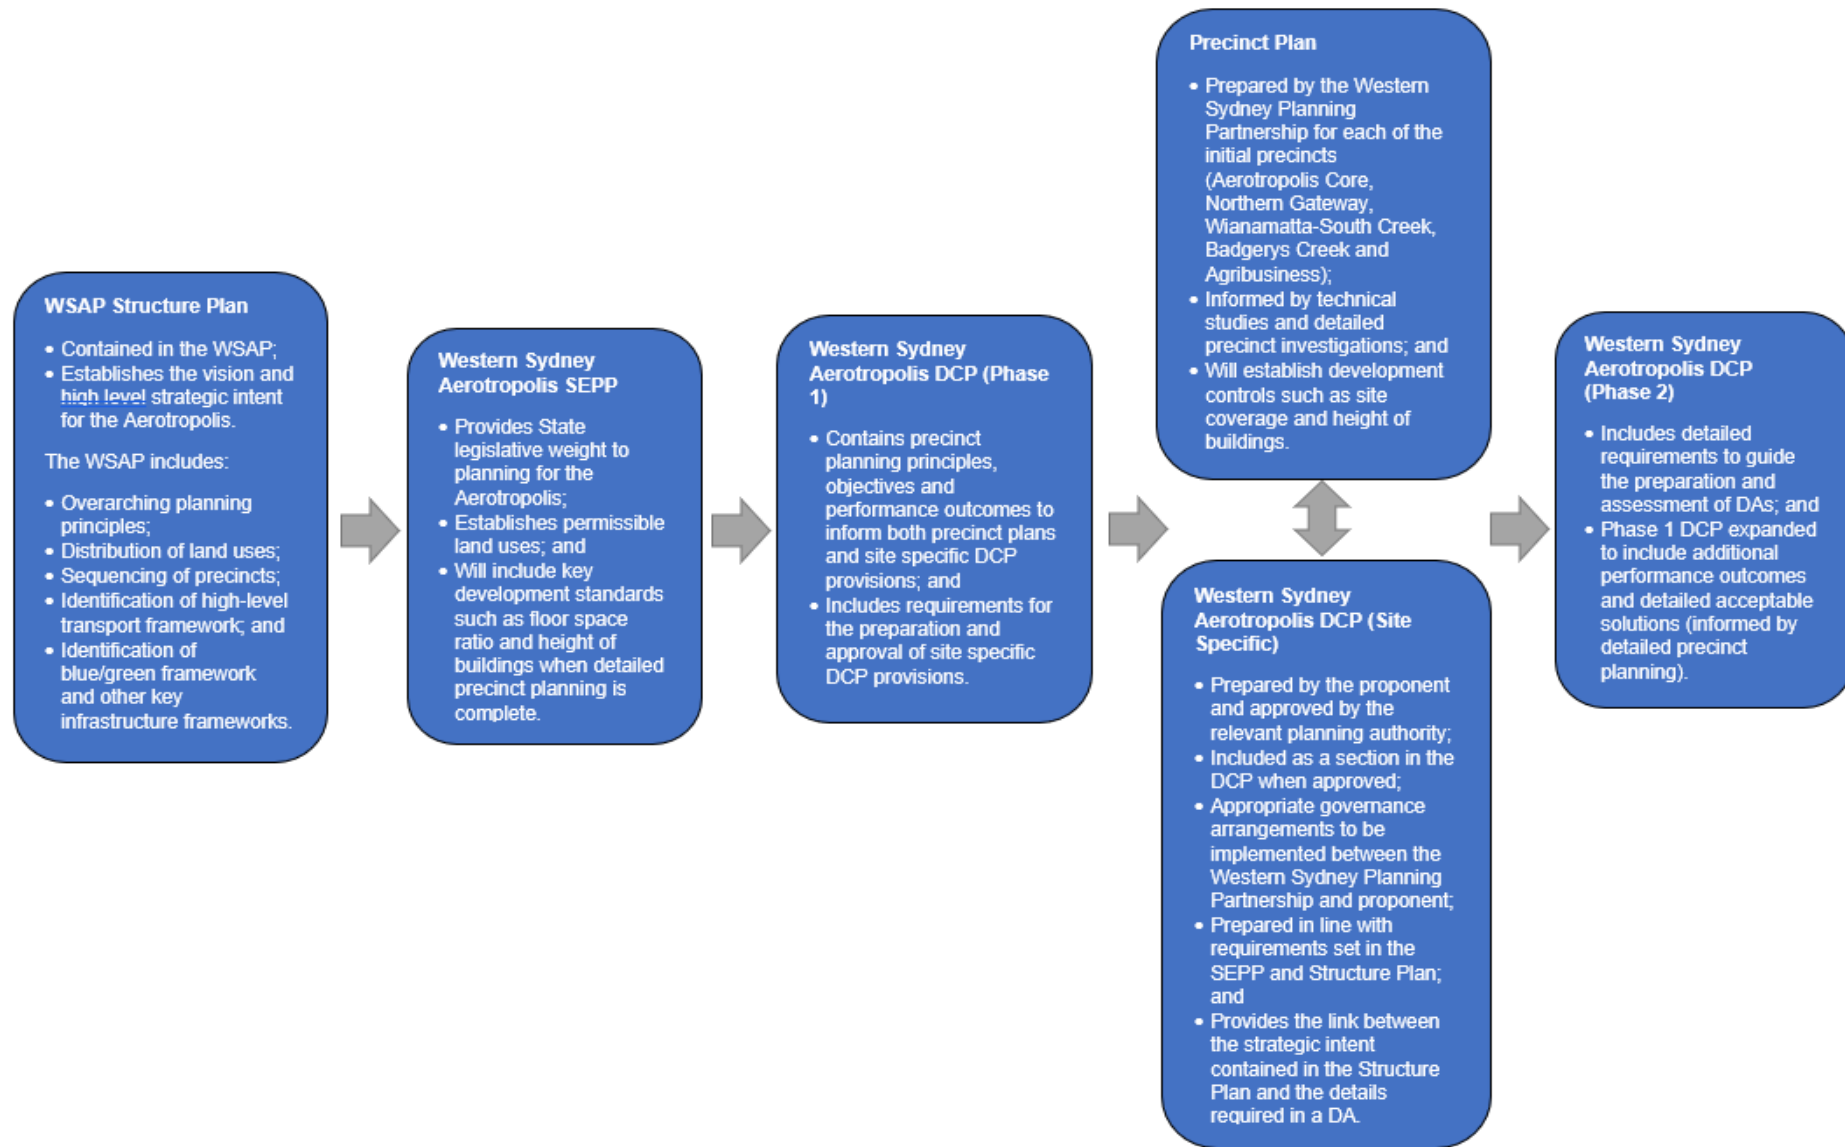 WSAP Structure Plan
• Contained in the WSAP;
• Establishes the vision and
high level strategic intent
for the Aerotropolis.
The WSAP includes:
• Overarching planning
principles;
• Distribution of land uses;
• Sequencing of precincts;
• Identification of high-level
transport framework; and
• Identification of
blue/green framework
and other key
infrastructure frameworks.
Western Sydney
Aerotropolis SEPP
• Provides State
legislative weight to
planning for the
Aerotropolis;
• Establishes permissible
land uses; and
• Will include key
development standards
such as floor space
ratio and height of
buildings when detailed
precinct planning is
complete.
Western Sydney
Aerotropolis DCP (Phase
1)
• Contains precinct
planning principles,
objectives and
performance outcomes to
inform both precinct plans
and site specific DCP
provisions; and
• Includes requirements for
the preparation and
approval of site specific
DCP provisions.
Precinct Plan
• Prepared by the Western
Sydney Planning
Partnership for each of the
initial precincts
(Aerotropolis Core,
Northern Gateway,
Wianamatta-South Creek,
Badgerys Creek and
Agribusiness);
• Informed by technical
studies and detailed
precinct investigations; and
• Will establish development
controls such as site
coverage and height of
buildings.
Western Sydney
Aerotropolis DCP (Site
Specific)
• Prepared by the proponent
and approved by the
relevant planning authority;
• Included as a section in the
DCP when approved;
• Appropriate governance
arrangements to be
implemented between the
Western Sydney Planning
Partnership and proponent;
• Prepared in line with
requirements set in the
SEPP and Structure Plan;
and
• Provides the link between
the strategic intent
contained in the Structure
Plan and the details
required in a DA.
Western Sydney
Aerotropolis DCP
(Phase 2)
• Includes detailed
requirements to guide
the preparation and
assessment of DAs; and
• Phase 1 DCP expanded
to include additional
performance outcomes
and detailed acceptable
solutions (informed by
detailed precinct
planning).